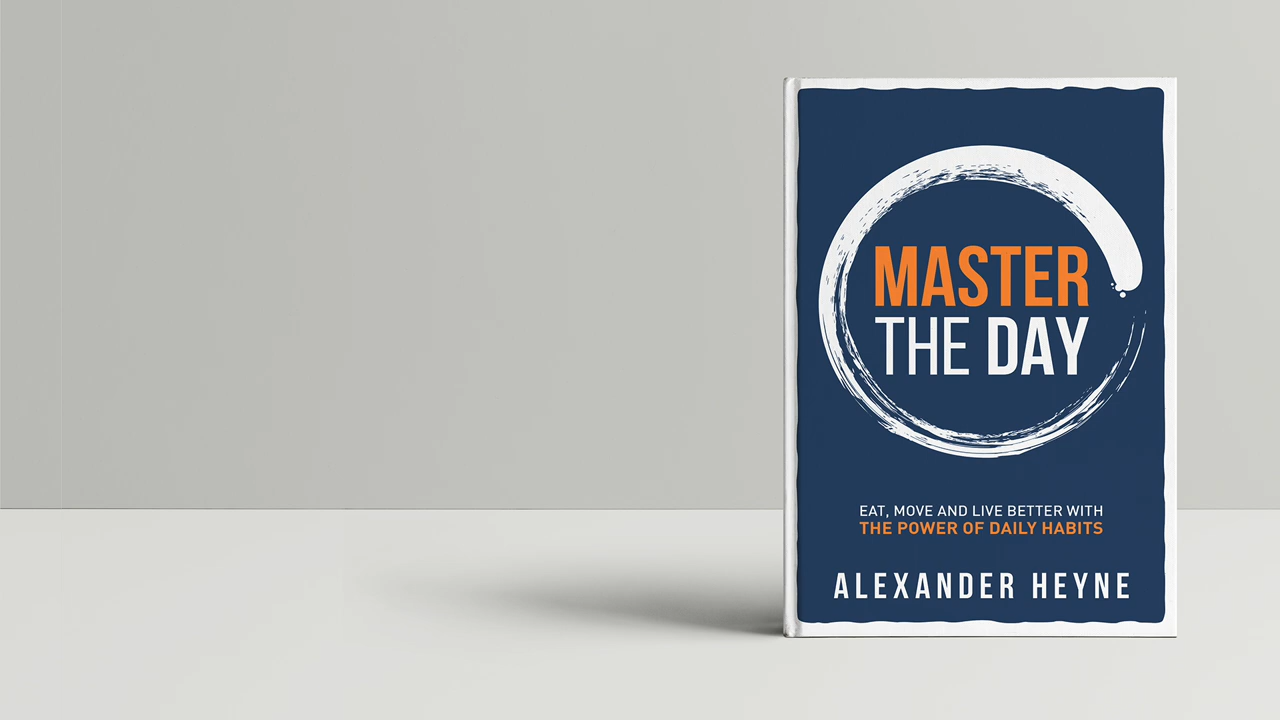 MASTER
THE DAY
EAT, MOVE AND LIVE BETTER WITH
THE POWER OF DAILY HABITS
ALEXANDER HEYNE